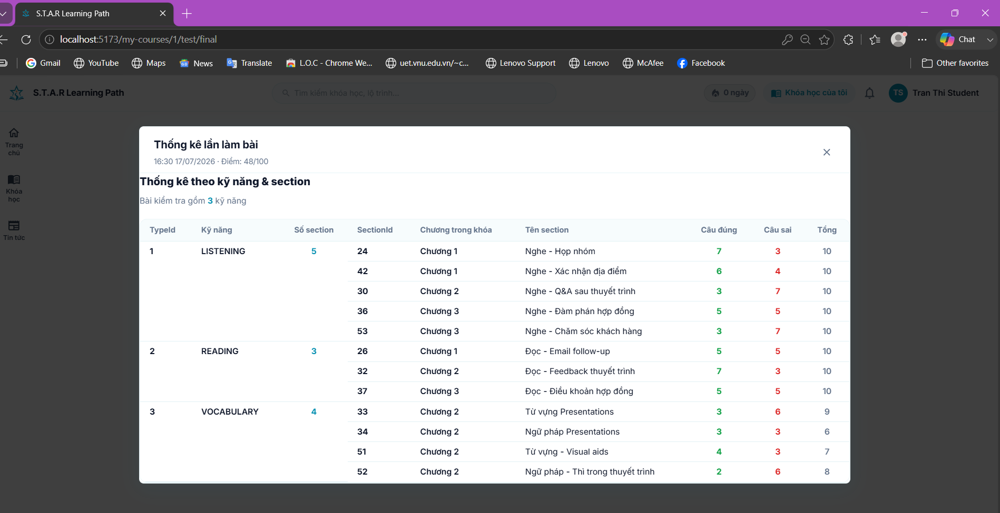 S.T.A.R Learning Path
localhost:5173/my-courses/1/test/final
Chat
Gmail YouTube Maps News Translate L.O.C - Chrome We... uet.vnu.edu.vn/~c... Lenovo Support Lenovo McAfee Facebook Other favorites
S.T.A.R Learning Path Tìm kiếm khóa học, lộ trình... 0 ngày Khóa học của tôi TS Tran Thi Student
Trang
chủ
Khóa
học
Tin tức
Thống kê lần làm bài
16:30 17/07/2026 · Điểm: 48/100
Thống kê theo kỹ năng & section
Bài kiểm tra gồm 3 kỹ năng
TypeId Kỹ năng Số section SectionId Chương trong khóa Tên section Câu đúng Câu sai Tổng
1 LISTENING 5 24 Chương 1 Nghe - Họp nhóm 7 3 10
42 Chương 1 Nghe - Xác nhận địa điểm 6 4 10
30 Chương 2 Nghe - Q&A sau thuyết trình 3 7 10
36 Chương 3 Nghe - Đàm phán hợp đồng 5 5 10
53 Chương 3 Nghe - Chăm sóc khách hàng 3 7 10
2 READING 3 26 Chương 1 Đọc - Email follow-up 5 5 10
32 Chương 2 Đọc - Feedback thuyết trình 7 3 10
37 Chương 3 Đọc - Điều khoản hợp đồng 5 5 10
3 VOCABULARY 4 33 Chương 2 Từ vựng Presentations 3 6 9
34 Chương 2 Ngữ pháp Presentations 3 3 6
51 Chương 2 Từ vựng - Visual aids 4 3 7
52 Chương 2 Ngữ pháp - Thì trong thuyết trình 2 6 8